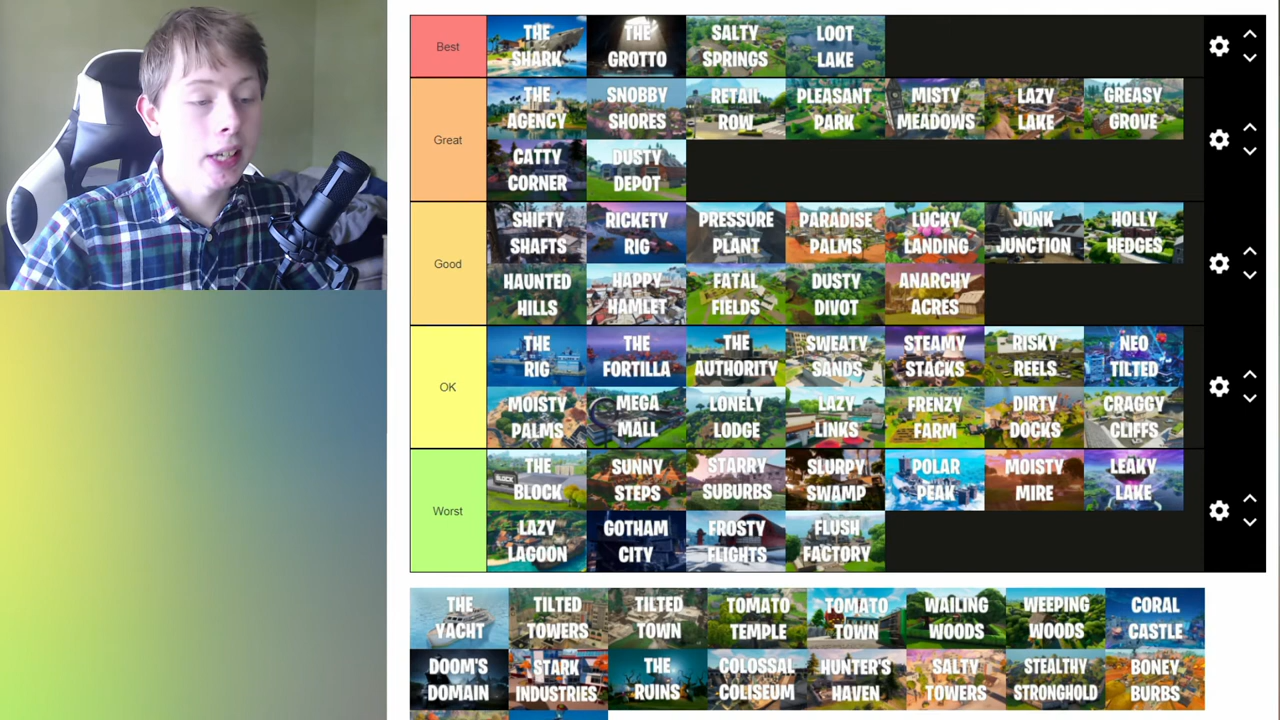 Best
THE SHARK
THE GROTTO
SALTY SPRINGS
LOOT LAKE
Great
THE AGENCY
SNOBBY SHORES
RETAIL ROW
PLEASANT PARK
MISTY MEADOWS
LAZY LAKE
GREASY GROVE
CATTY CORNER
DUSTY DEPOT
Good
SHIFTY SHAFTS
RICKETY RIG
PRESSURE PLANT
PARADISE PALMS
LUCKY LANDING
JUNK JUNCTION
HOLLY HEDGES
HAUNTED HILLS
HAPPY HAMLET
FATAL FIELDS
DUSTY DIVOT
ANARCHY ACRES
OK
THE RIG
THE FORTILLA
THE AUTHORITY
SWEATY SANDS
STEAMY STACKS
RISKY REELS
NEO TILTED
MOISTY PALMS
MEGA MALL
LONELY LODGE
LAZY LINKS
FRENZY FARM
DIRTY DOCKS
CRAGGY CLIFFS
Worst
THE BLOCK
BLOCK
SUNNY STEPS
STARRY SUBURBS
SLURPY SWAMP
POLAR PEAK
MOISTY MIRE
LEAKY LAKE
LAZY LAGOON
GOTHAM CITY
FROSTY FLIGHTS
FLUSH FACTORY
THE YACHT
TILTED TOWERS
TILTED TOWN
TOMATO TEMPLE
TOMATO TOWN
WAILING WOODS
WEEPING WOODS
CORAL CASTLE
DOOM'S DOMAIN
STARK INDUSTRIES
THE RUINS
COLOSSAL COLISEUM
HUNTER'S HAVEN
SALTY TOWERS
STEALTHY STRONGHOLD
BONEY BURBS